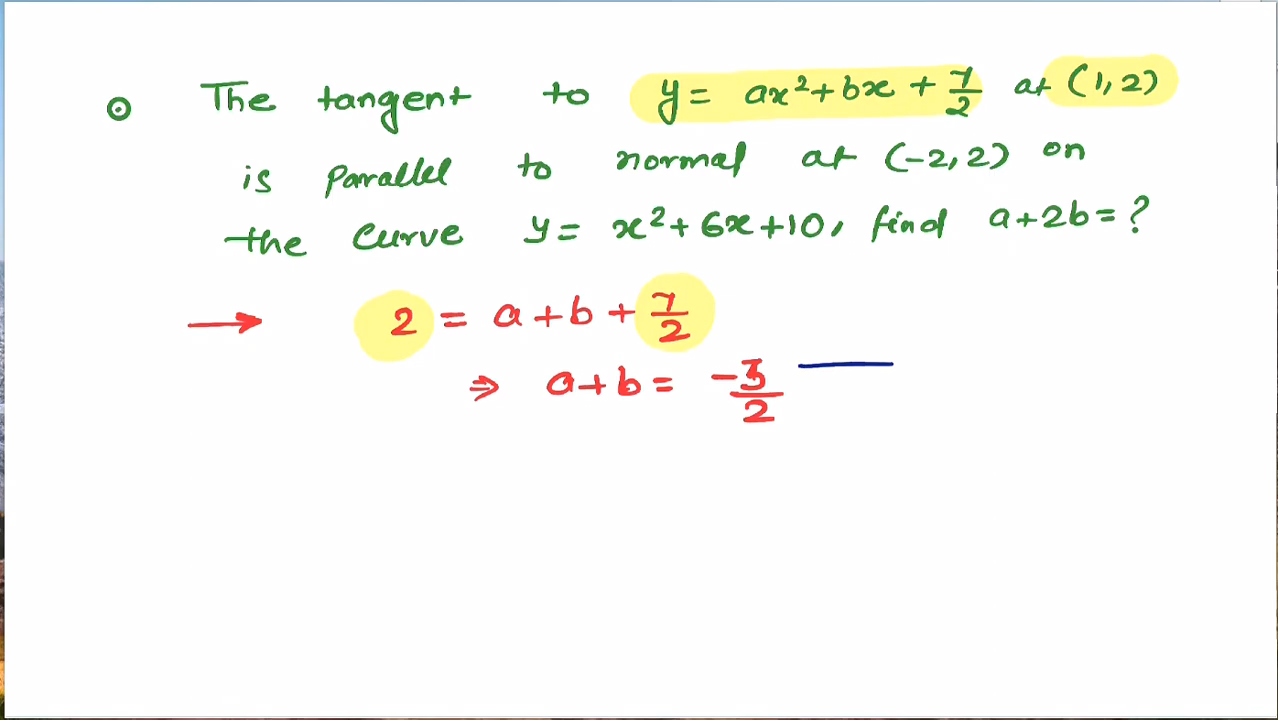 ⊙ The tangent to y = ax² + bx + 7/2 at (1, 2)
is parallel to normal at (-2, 2) on
the curve y = x² + 6x + 10, find a + 2b = ?
→ 2 = a + b + 7/2
⇒ a + b = -3/2